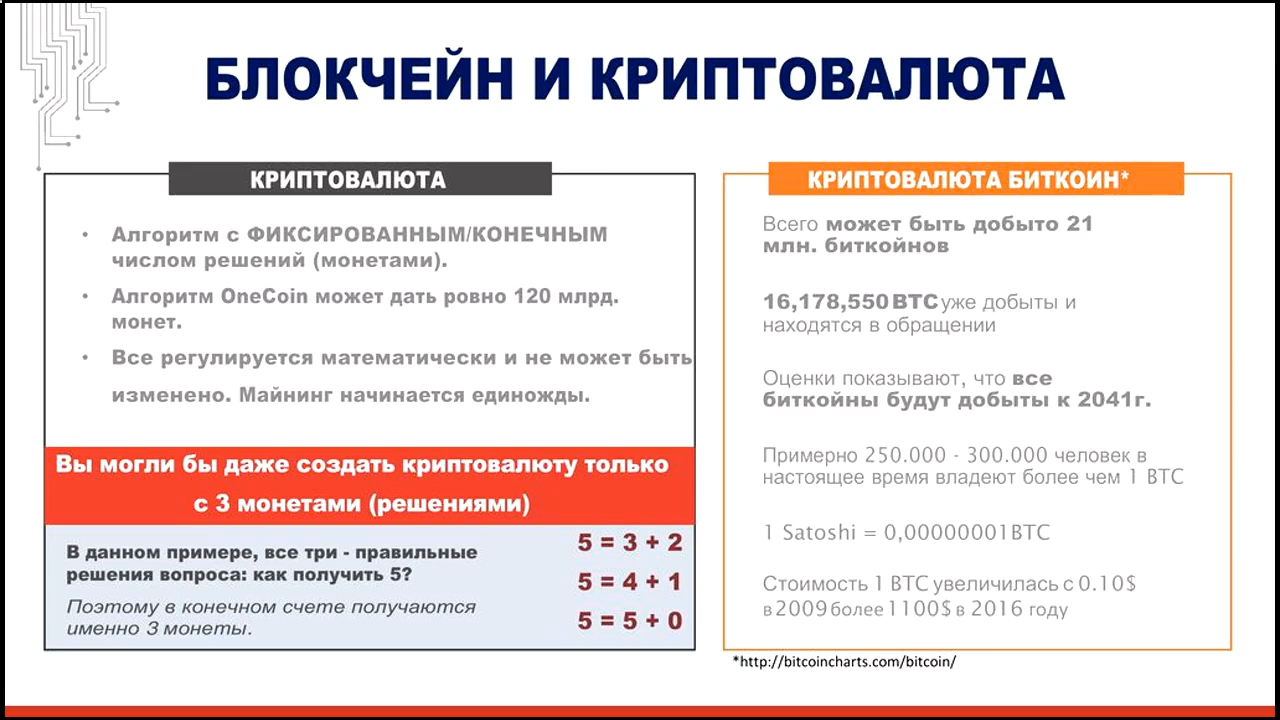 БЛОКЧЕЙН И КРИПТОВАЛЮТА
КРИПТОВАЛЮТА
• Алгоритм с ФИКСИРОВАННЫМ/КОНЕЧНЫМ
числом решений (монетами).
• Алгоритм OneCoin может дать ровно 120 млрд.
монет.
• Все регулируется математически и не может быть
изменено. Майнинг начинается единожды.
Вы могли бы даже создать криптовалюту только
с 3 монетами (решениями)
В данном примере, все три - правильные
решения вопроса: как получить 5?
Поэтому в конечном счете получаются
именно 3 монеты.
5 = 3 + 2
5 = 4 + 1
5 = 5 + 0
КРИПТОВАЛЮТА БИТКОИН*
Всего может быть добыто 21
млн. биткойнов
16,178,550 BTC уже добыты и
находятся в обращении
Оценки показывают, что все
биткойны будут добыты к 2041г.
Примерно 250.000 - 300.000 человек в
настоящее время владеют более чем 1 BTC
1 Satoshi = 0,00000001BTC
Стоимость 1 BTC увеличилась с 0.10$
в 2009 более 1100$ в 2016 году
*http://bitcoincharts.com/bitcoin/